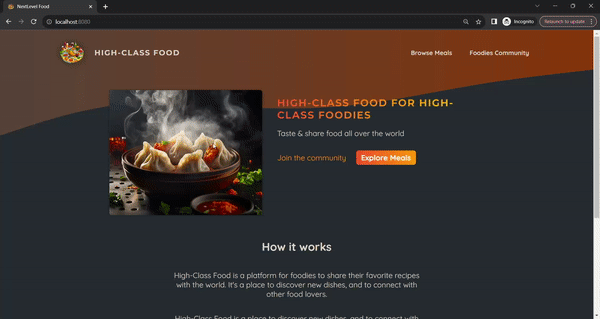 NextLevel Food
localhost:8080
Incognito
Relaunch to update
HIGH-CLASS FOOD
Browse Meals
Foodies Community
HIGH-CLASS FOOD FOR HIGH-
CLASS FOODIES
Taste & share food all over the world
Join the community
Explore Meals
How it works
High-Class Food is a platform for foodies to share their favorite recipes
with the world. It's a place to discover new dishes, and to connect with
other food lovers.
High-Class Food is a place to discover new dishes, and to connect with